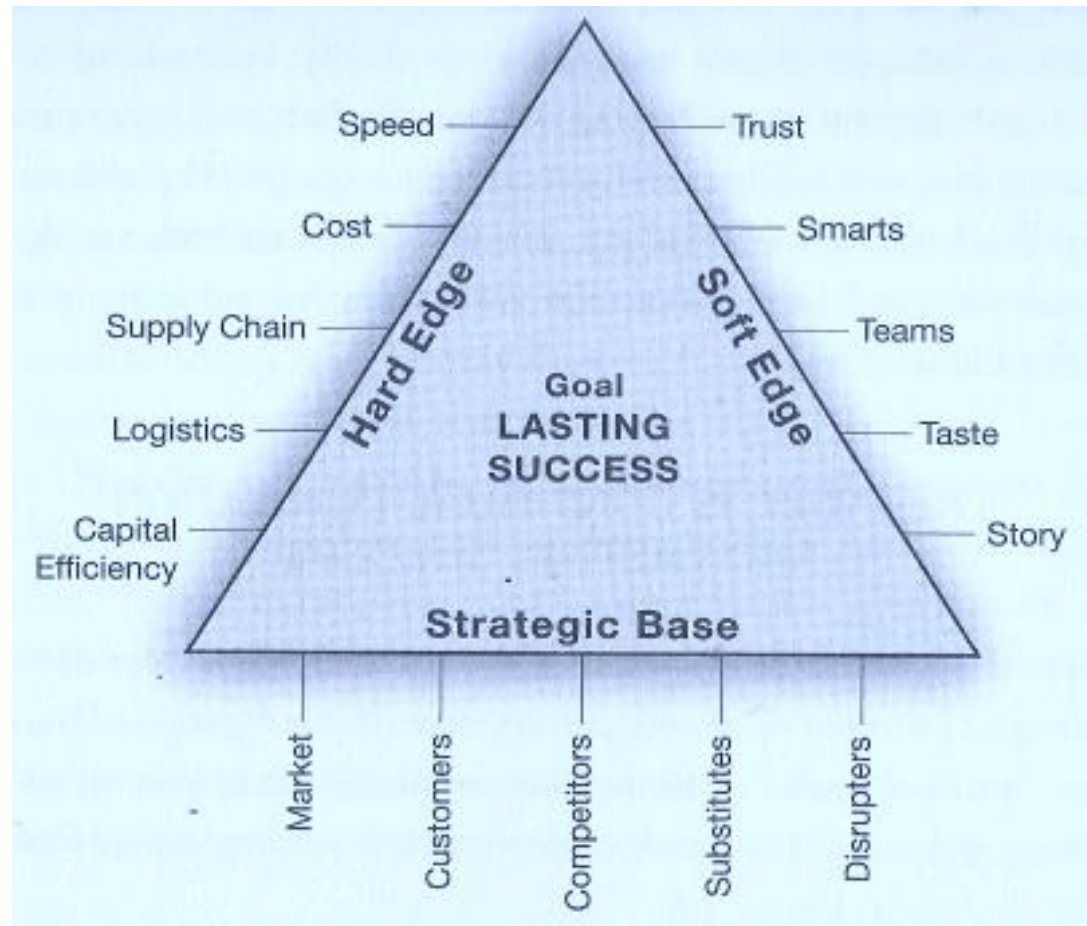 Speed
Trust
Cost
Smarts
Supply Chain
Hard Edge
Soft Edge
Teams
Goal
LASTING
SUCCESS
Logistics
Taste
Capital
Efficiency
Story
Strategic Base
Market
Customers
Competitors
Substitutes
Disrupters